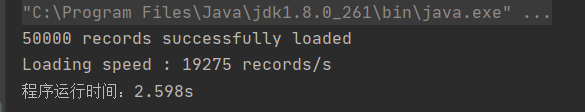 "C:\Program Files\Java\jdk1.8.0_261\bin\java.exe" ...
50000 records successfully loaded
Loading speed : 19275 records/s
程序运行时间：2.598s